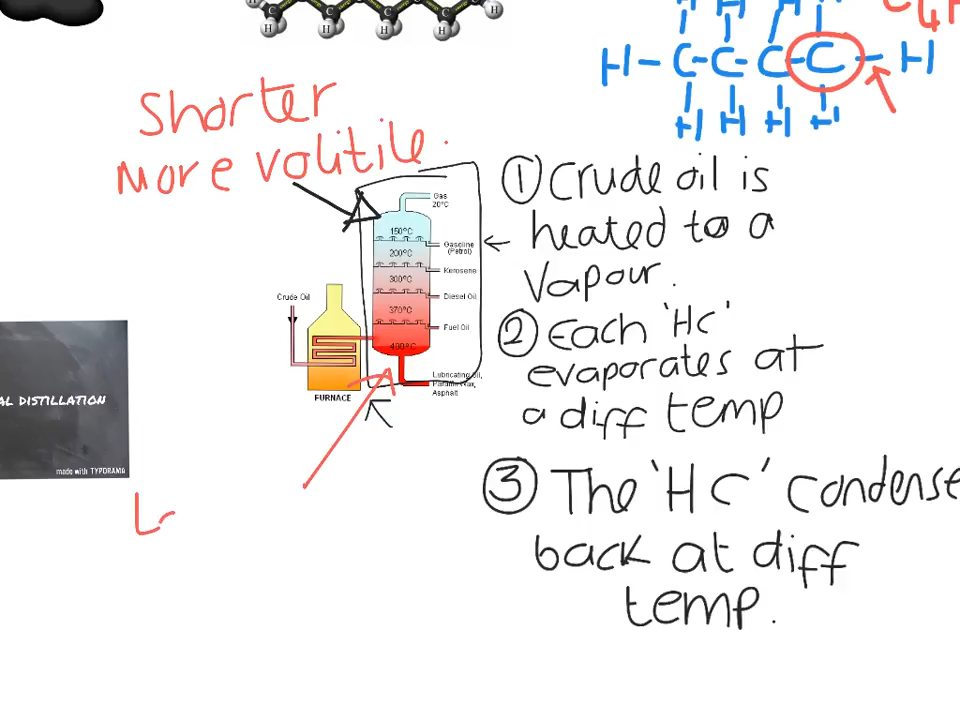 H H H H
C4H
H-C-C-C-C-H
H H H H
H
H H H H
Shorter
more volitile.
① Crude oil is
heated to a
vapour.
② Each 'HC'
evaporates at
a diff temp
③ The 'HC' condense
back at diff
temp.
Gas
20°C
150°C
Gasoline
(Petrol)
200°C
Kerosene
300°C
Diesel Oil
370°C
Fuel Oil
400°C
Lubricating Oil,
Paraffin Wax,
Asphalt
Crude Oil
FURNACE
AL DISTILLATION
made with TYPORAMA
L